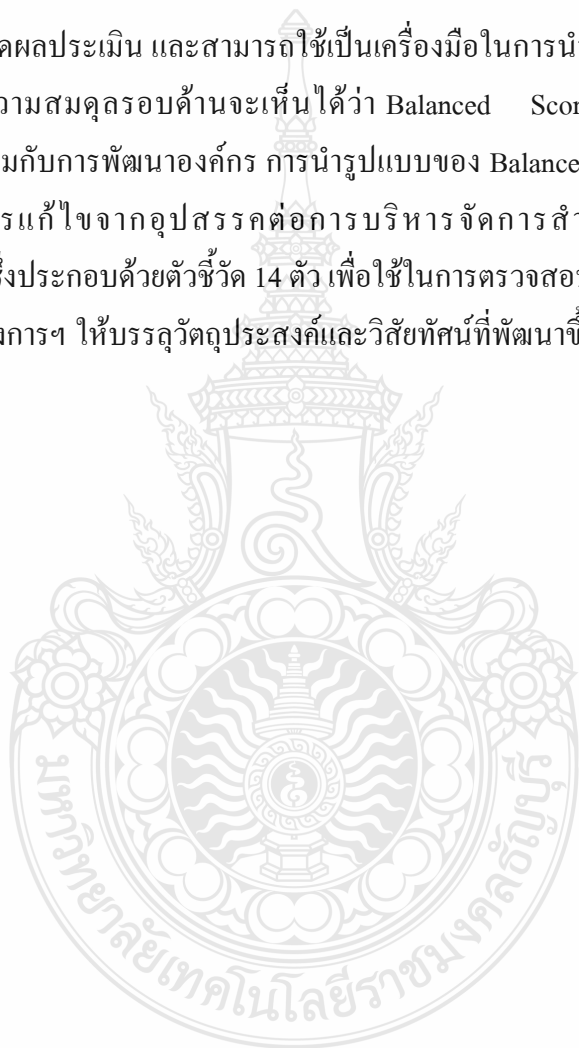 ดผลประเมิน และสามารถใช้เป็นเครื่องมือในการนำ
วามสมดุลรอบด้านจะเห็นได้ว่า Balanced Scor
มกับการพัฒนาองค์กร การนำรูปแบบของ Balance
รแก้ไขจากอุปสรรคต่อการบริหารจัดการสำ
ซึ่งประกอบด้วยตัวชี้วัด 14 ตัว เพื่อใช้ในการตรวจสอบ
งการฯ ให้บรรลุวัตถุประสงค์และวิสัยทัศน์ที่พัฒนาขึ้
มหาวิทยาลัยเทคโนโลยีราชมงคลธัญบุรี